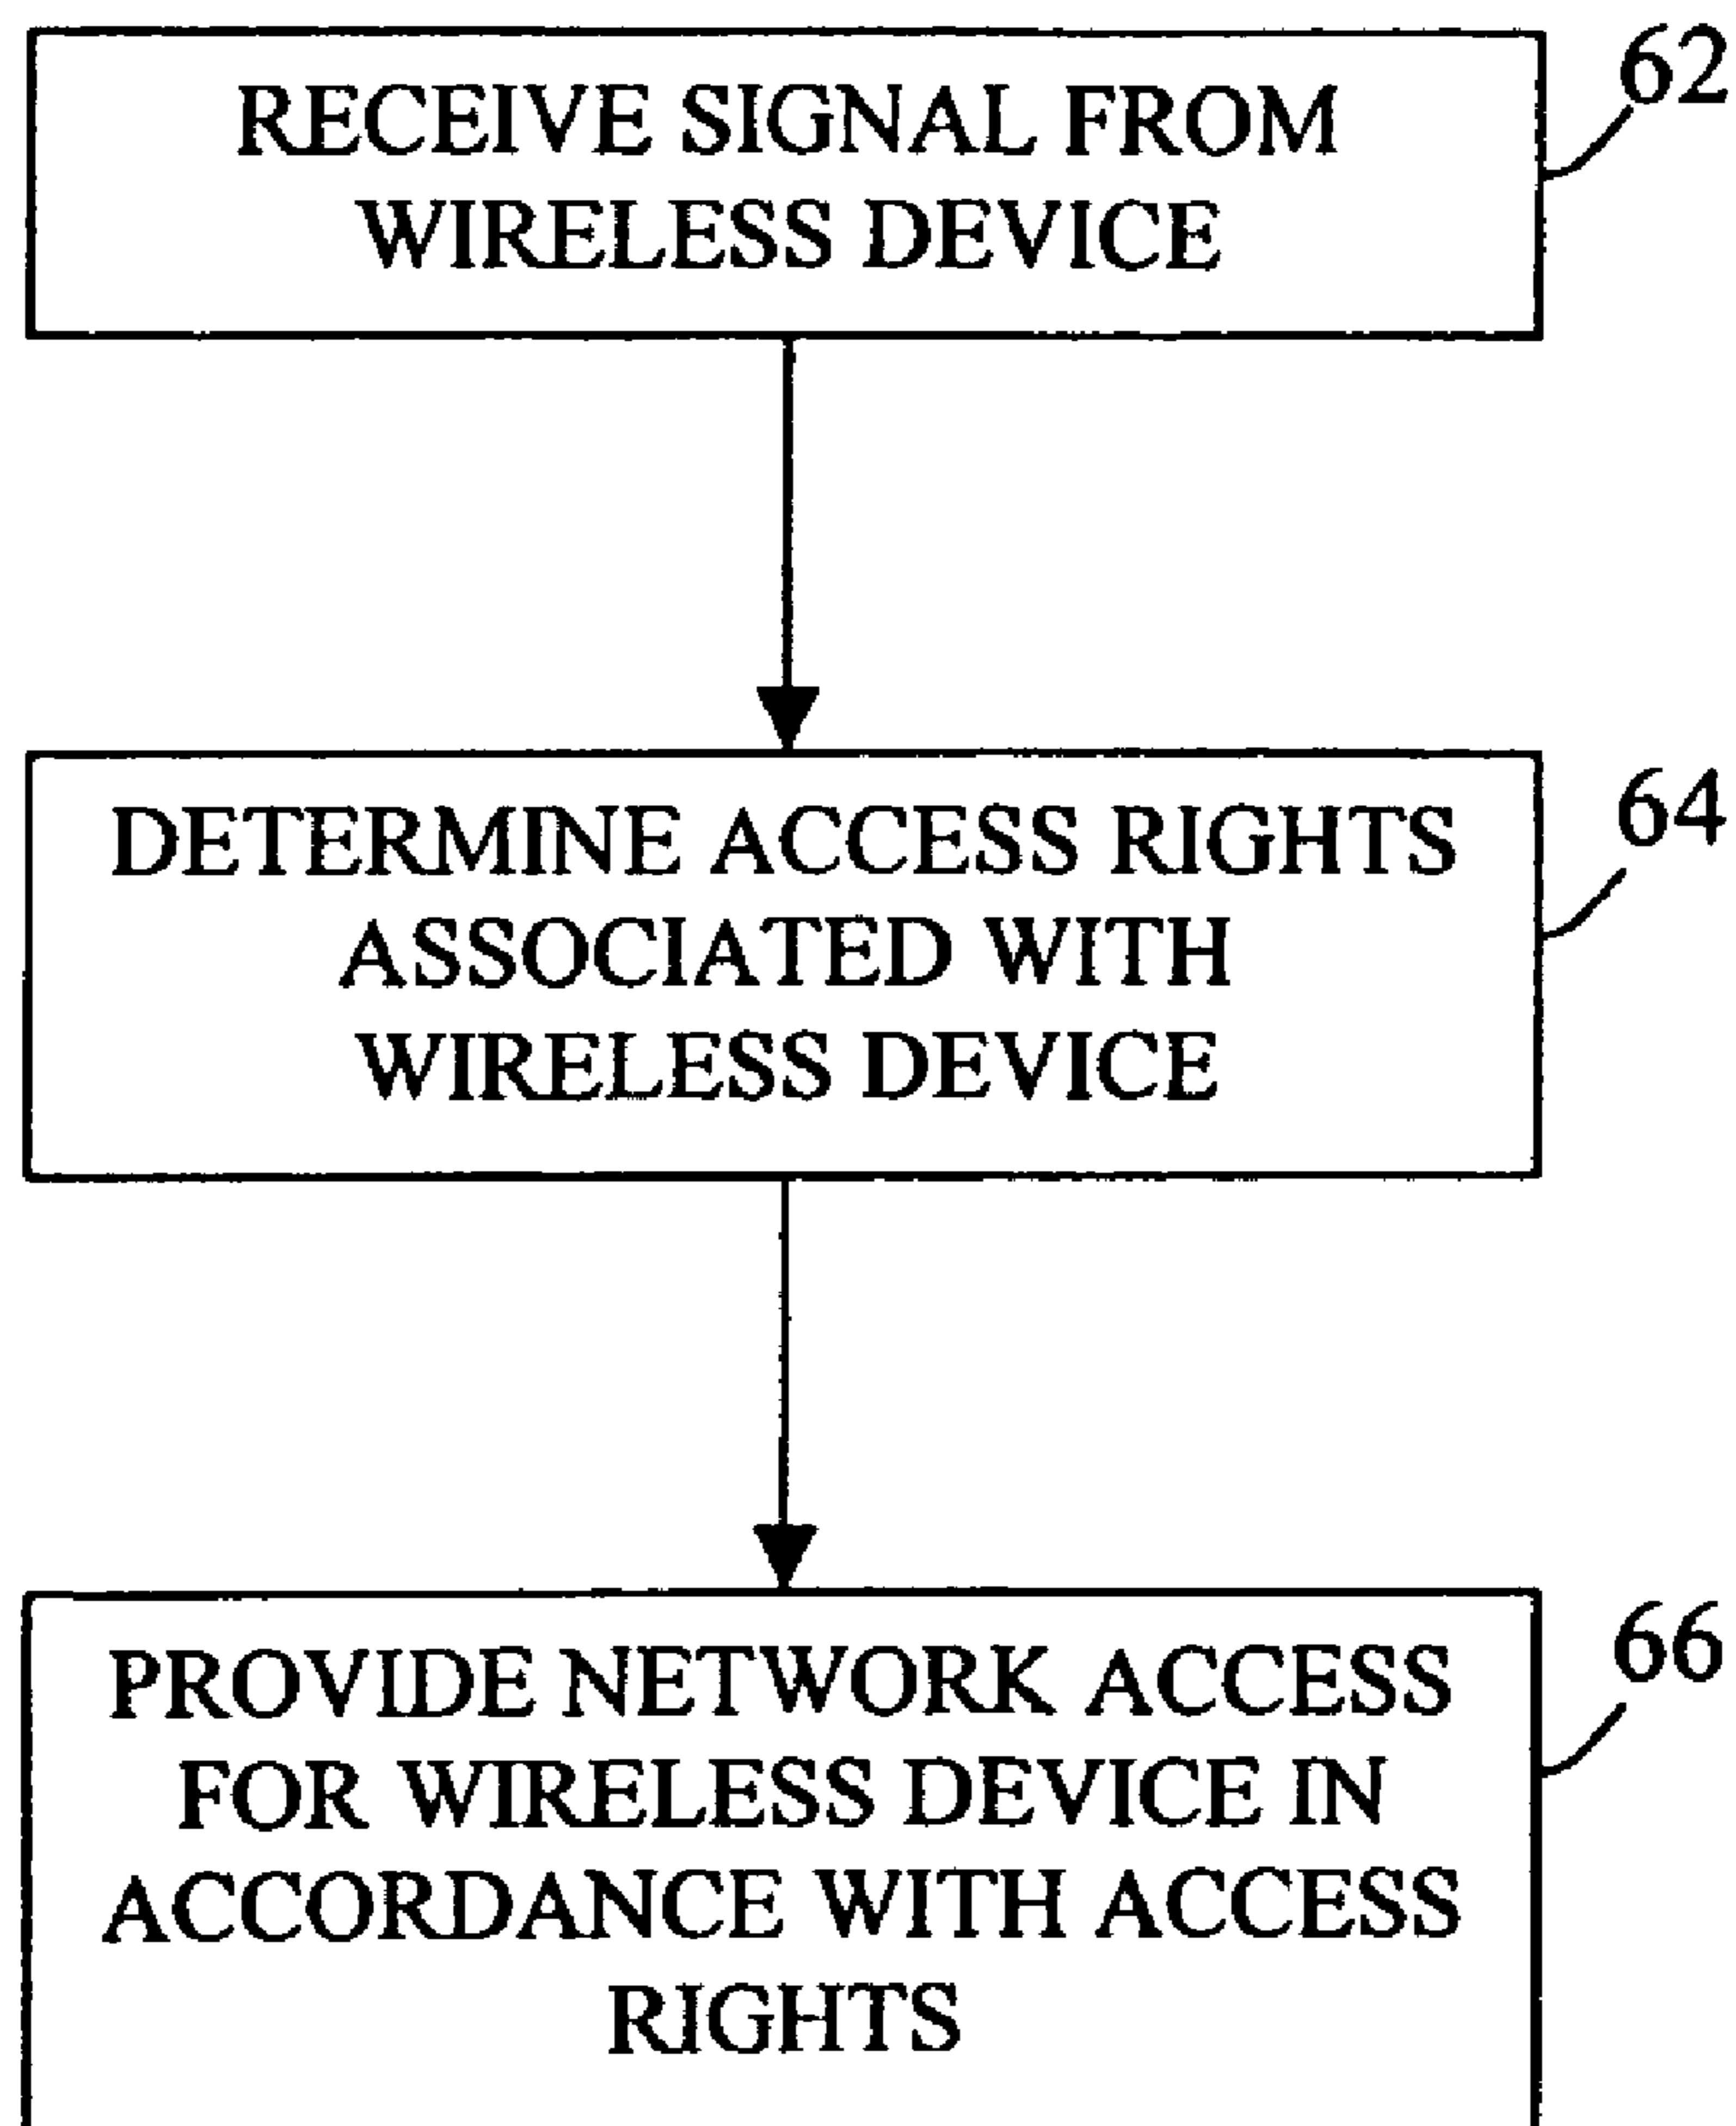 62
RECEIVE SIGNAL FROM
WIRELESS DEVICE
64
DETERMINE ACCESS RIGHTS
ASSOCIATED WITH
WIRELESS DEVICE
66
PROVIDE NETWORK ACCESS
FOR WIRELESS DEVICE IN
ACCORDANCE WITH ACCESS
RIGHTS